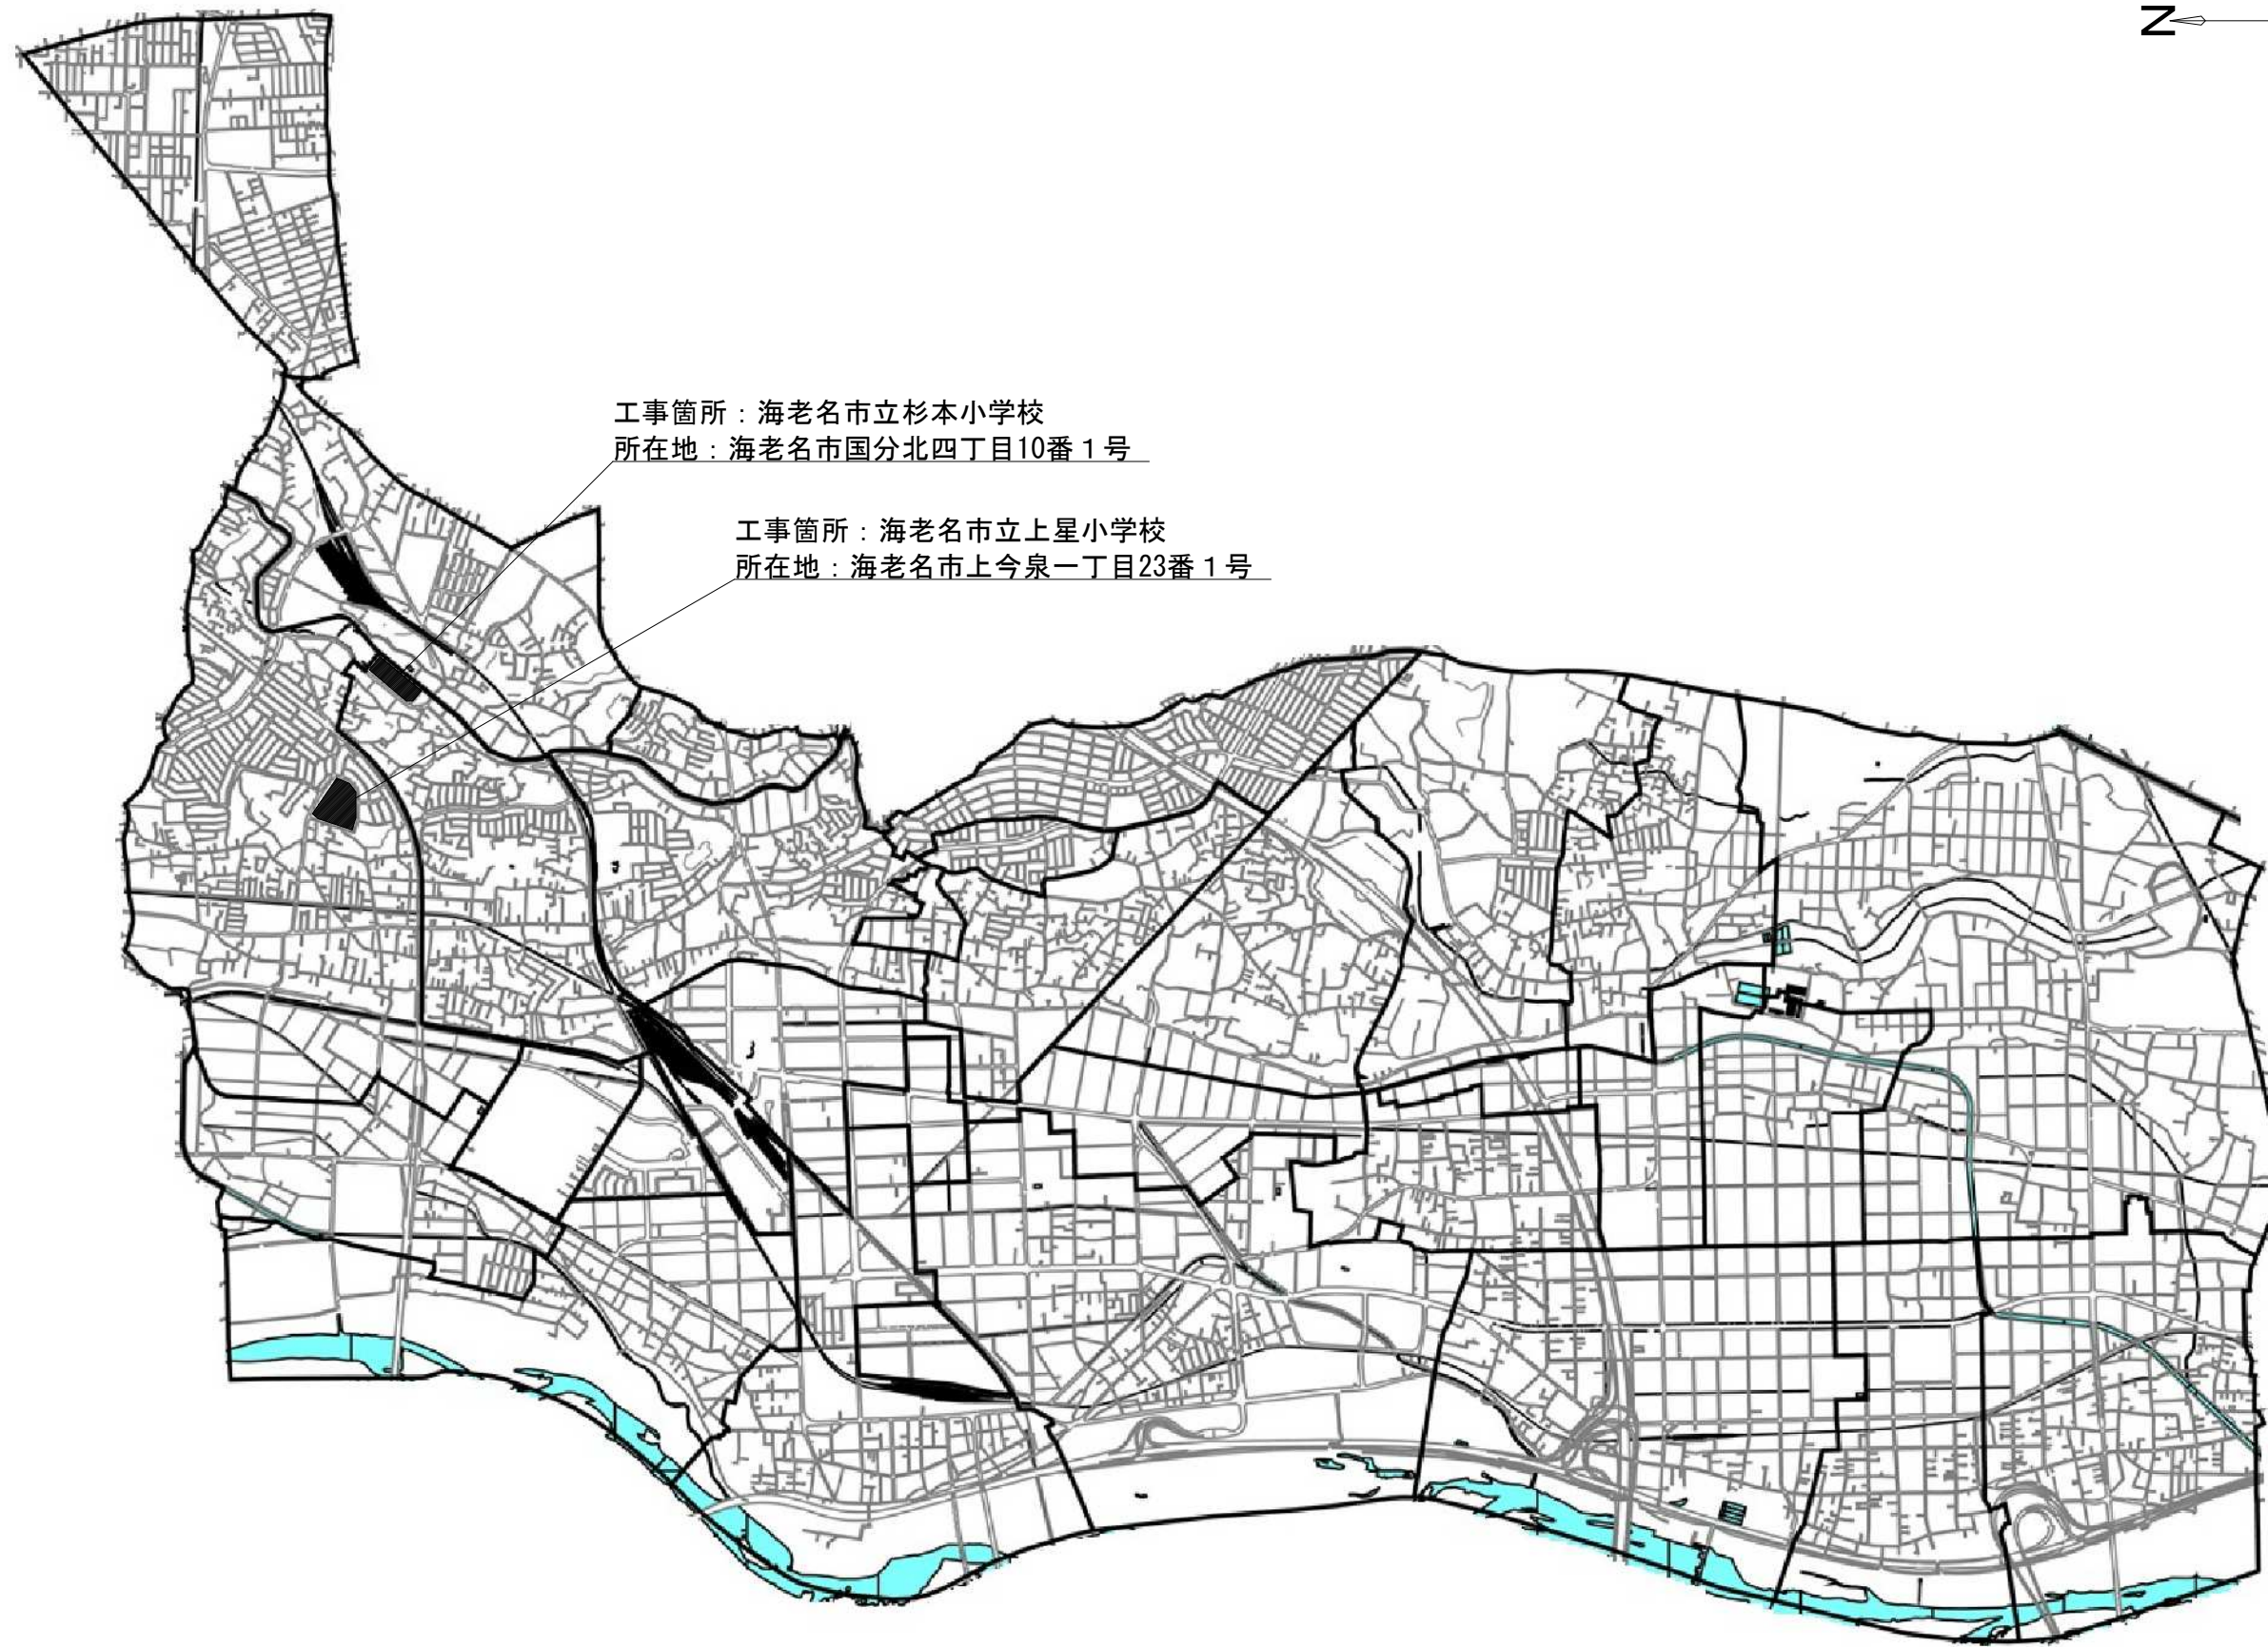 N
工事箇所：海老名市立杉本小学校
所在地：海老名市国分北四丁目10番１号
工事箇所：海老名市立上星小学校
所在地：海老名市上今泉一丁目23番１号